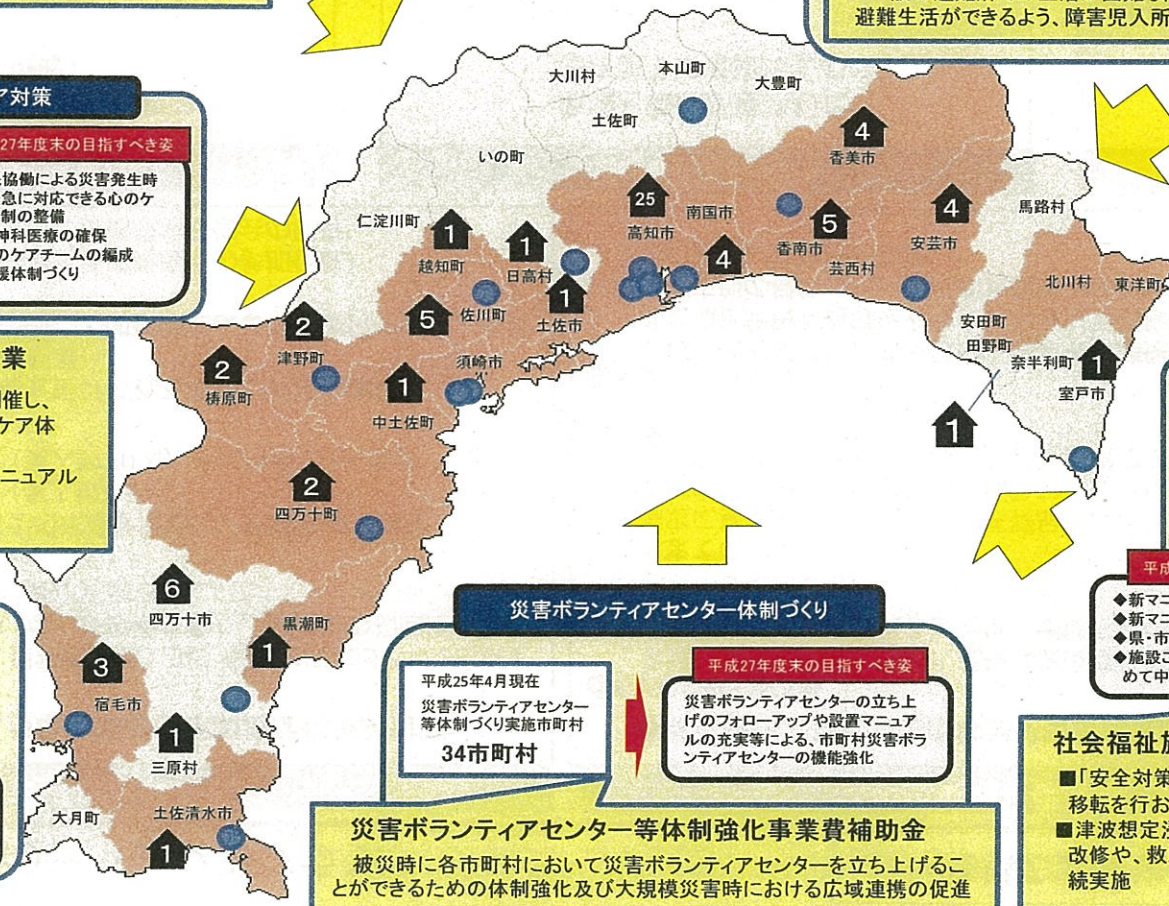 避難生活ができるよう、障害児入所
ア対策
27年度末の目指すべき姿
協働による災害発生時
急に対応できる心のケ
制の整備
神科医療の確保
のケアチームの編成
援体制づくり
業
催し、
ケア体
ニュアル
大川村
本山町
大豊町
土佐町
いの町
4
香美市
25
高知市
南国市
4
5
香南市
4
安芸市
芸西村
馬路村
北川村
東洋町
安田町
田野町
奈半利町
1
室戸市
1
仁淀川町
1
越知町
1
日高村
1
土佐市
5
佐川町
2
津野町
須崎市
2
梼原町
1
中土佐町
2
四万十町
6
四万十市
黒潮町
1
3
宿毛市
1
三原村
大月町
土佐清水市
1
災害ボランティアセンター体制づくり
平成25年4月現在
災害ボランティアセンター
等体制づくり実施市町村
34市町村
平成27年度末の目指すべき姿
災害ボランティアセンターの立ち上
げのフォローアップや設置マニュア
ルの充実等による、市町村災害ボラ
ンティアセンターの機能強化
災害ボランティアセンター等体制強化事業費補助金
被災時に各市町村において災害ボランティアセンターを立ち上げるこ
とができるための体制強化及び大規模災害時における広域連携の促進
平成
◆新マニ
◆新マニ
◆県・市
◆施設こ
めて中
社会福祉施
■「安全対策
移転を行お
■津波想定浸
改修や、救
続実施